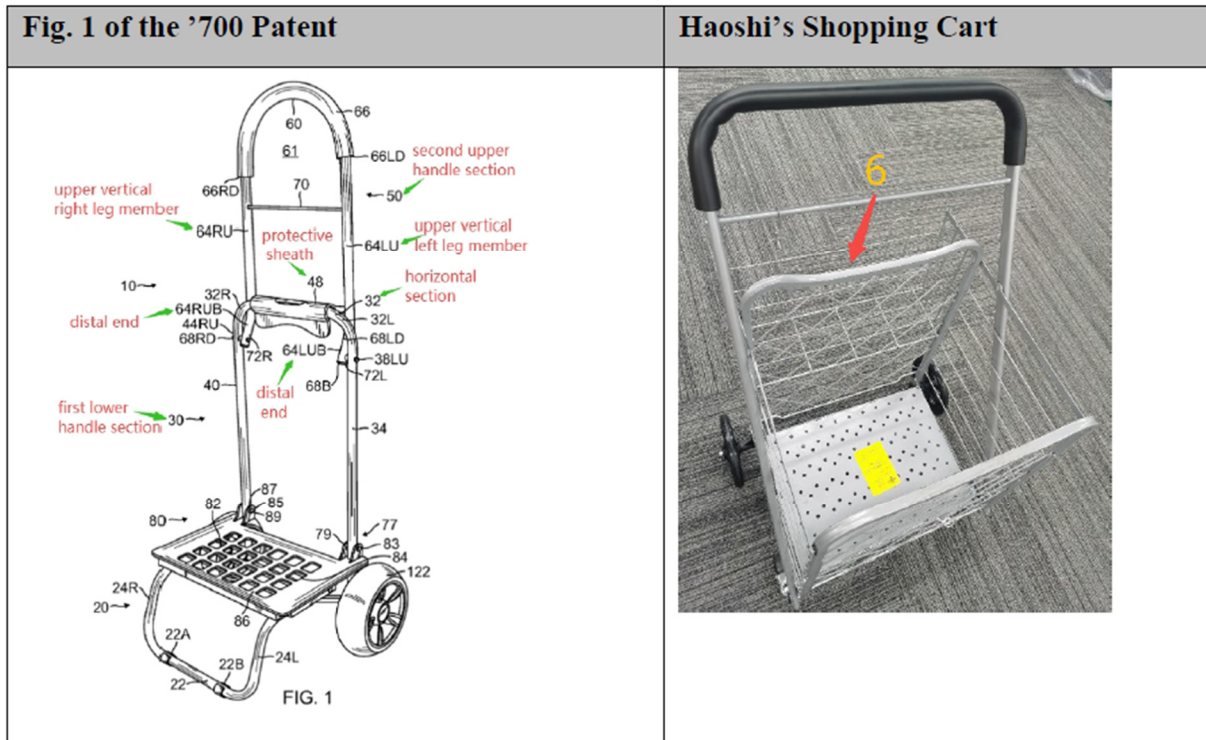 Fig. 1 of the ’700 Patent
Haoshi’s Shopping Cart
66
60
61
66LD
second upper
handle section
66RD
70
50
upper vertical
right leg member
64RU
64LU
upper vertical
left leg member
protective
sheath
48
horizontal
section
10
32R
32
distal end
64RUB
32L
44RU
68RD
64LUB
68LD
72R
38LU
72L
68B
40
distal
end
first lower
handle section
30
34
87
82
85
89
80
79
77
83
84
122
24R
20
86
22A
22B
24L
22
FIG. 1
6